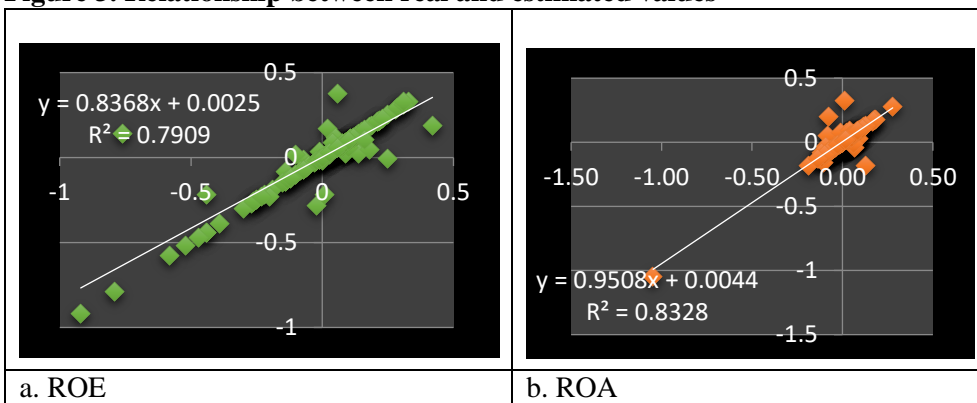 Figure Relationship between real and estimated values
0.5
y = 0.8368x + 0.0025
R² = 0.7909
0
-1
-0.5
0
0.5
-0.5
-1
a. ROE
0.5
0
-1.50
-1.00
-0.50
0.00
0.50
-0.5
-1
y = 0.9508x + 0.0044
R² = 0.8328
-1.5
b. ROA